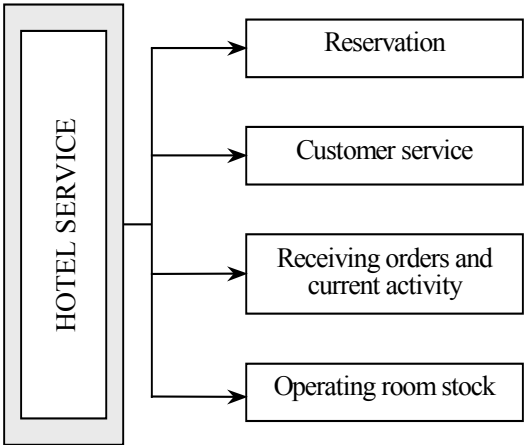 HOTEL SERVICE
Reservation
Customer service
Receiving orders and
current activity
Operating room stock